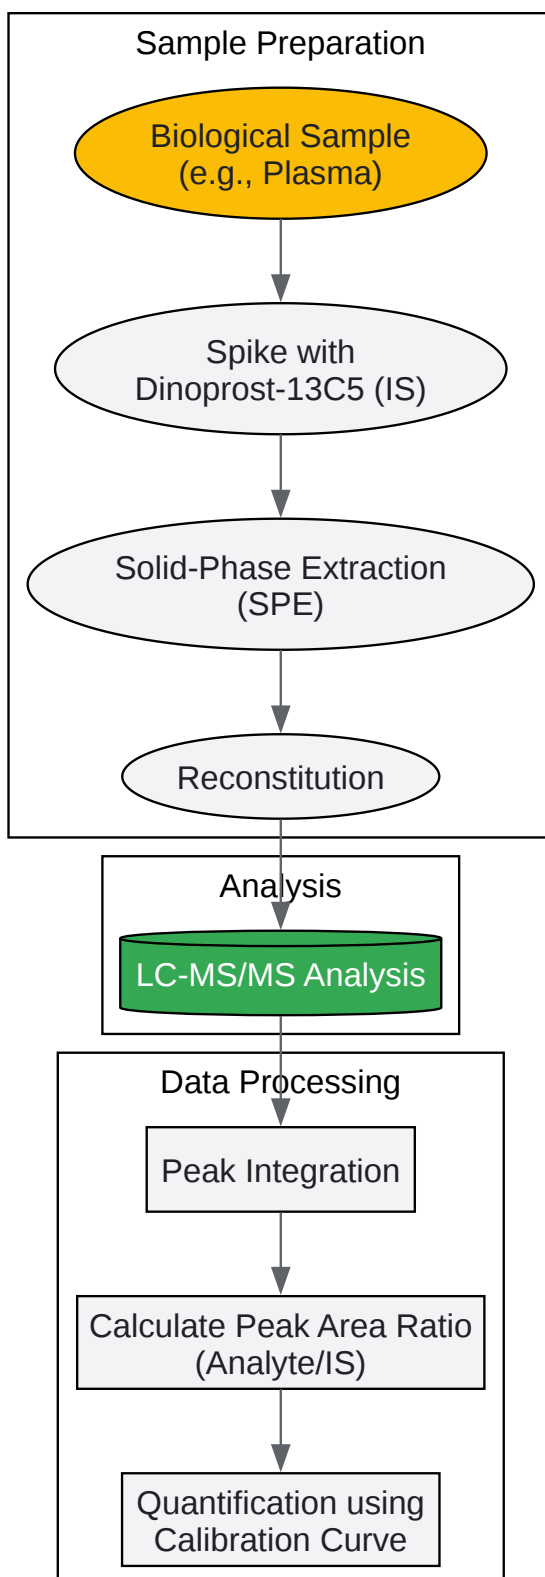 Sample Preparation
Biological Sample
(e.g., Plasma)
Spike with
Dinoprost-13C5 (IS)
Solid-Phase Extraction
(SPE)
Reconstitution
Analysis
LC-MS/MS Analysis
Data Processing
Peak Integration
Calculate Peak Area Ratio
(Analyte/IS)
Quantification using
Calibration Curve